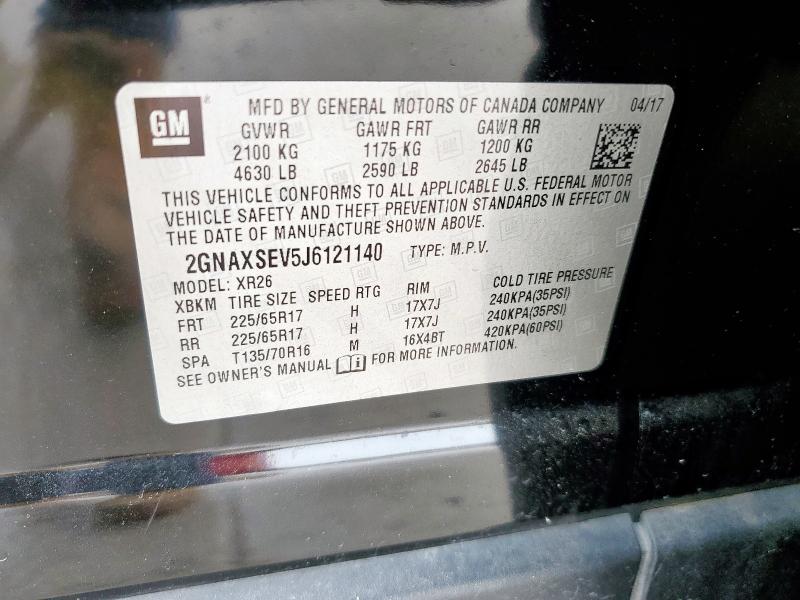 GM MFD BY GENERAL MOTORS OF CANADA COMPANY 04/17
GVWR GAWR FRT GAWR RR
2100 KG 1175 KG 1200 KG
4630 LB 2590 LB 2645 LB
THIS VEHICLE CONFORMS TO ALL APPLICABLE U.S. FEDERAL MOTOR
VEHICLE SAFETY AND THEFT PREVENTION STANDARDS IN EFFECT ON
THE DATE OF MANUFACTURE SHOWN ABOVE.
2GNAXSEV5J6121140 TYPE: M.P.V.
MODEL: XR26
XBKM TIRE SIZE SPEED RTG RIM COLD TIRE PRESSURE
FRT 225/65R17 H 17X7J 240KPA(35PSI)
RR 225/65R17 H 17X7J 240KPA(35PSI)
SPA T135/70R16 M 16X4BT 420KPA(60PSI)
SEE OWNER'S MANUAL FOR MORE INFORMATION.